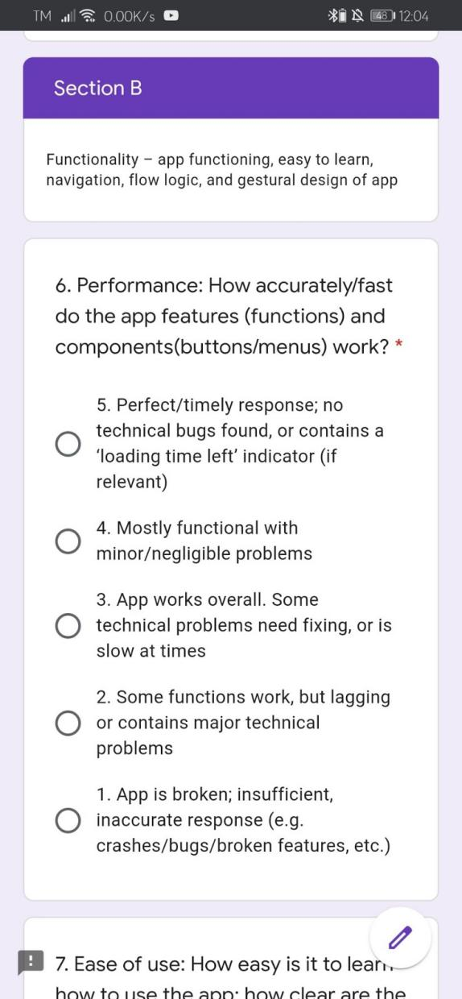 TM 0.00K/s 48 12:04
Section B
Functionality – app functioning, easy to learn,
navigation, flow logic, and gestural design of app
6. Performance: How accurately/fast
do the app features (functions) and
components(buttons/menus) work? *
5. Perfect/timely response; no
technical bugs found, or contains a
‘loading time left’ indicator (if
relevant)
4. Mostly functional with
minor/negligible problems
3. App works overall. Some
technical problems need fixing, or is
slow at times
2. Some functions work, but lagging
or contains major technical
problems
1. App is broken; insufficient,
inaccurate response (e.g.
crashes/bugs/broken features, etc.)
7. Ease of use: How easy is it to learn
how to use the app; how clear are the